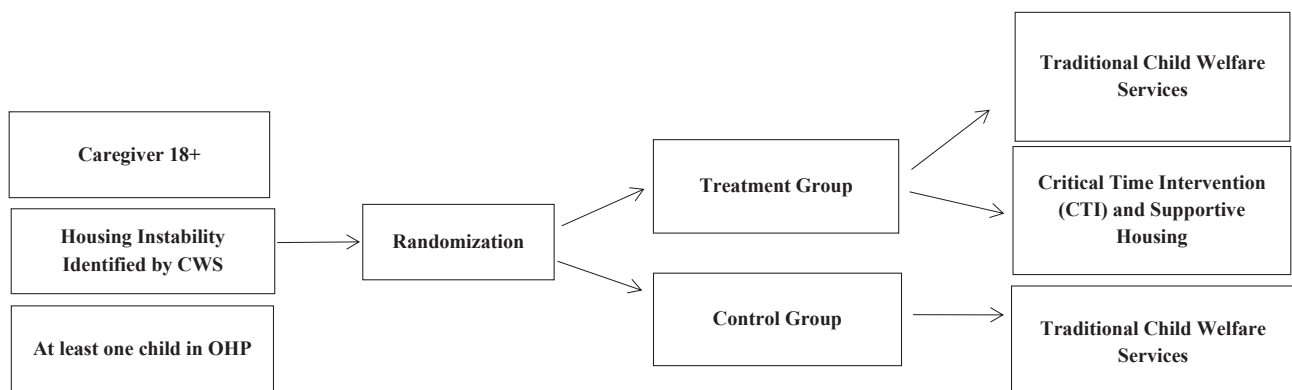 Caregiver 18+
Housing Instability
Identified by CWS
At least one child in OHP
Randomization
Treatment Group
Control Group
Traditional Child Welfare
Services
Critical Time Intervention
(CTI) and Supportive
Housing
Traditional Child Welfare
Services